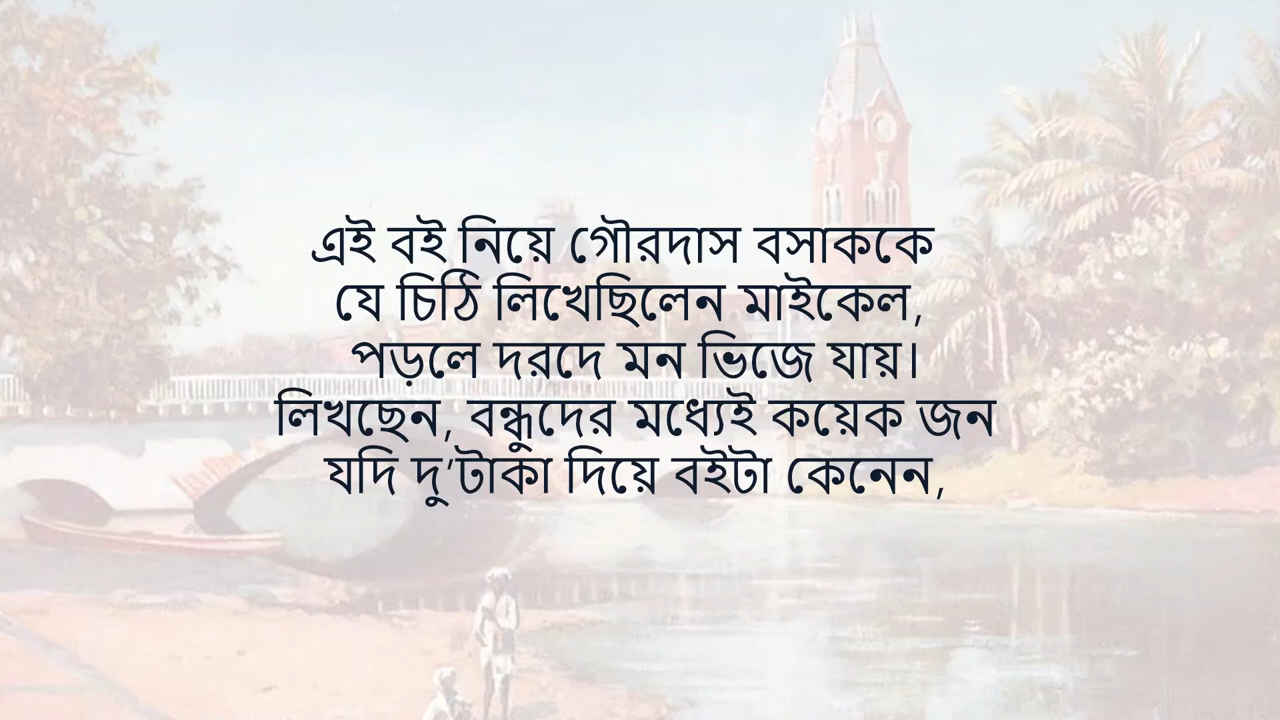 এই বই নিয়ে গৌরদাস বসাককে
যে চিঠি লিখেছিলেন মাইকেল,
পড়লে দরদে মন ভিজে যায়।
লিখছেন, বন্ধুদের মধ্যেই কয়েক জন
যদি দু’টাকা দিয়ে বইটা কেনেন,